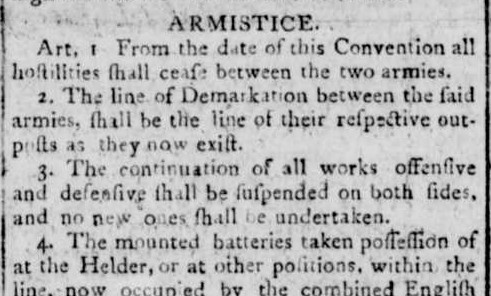 ARMISTICE.
Art, 1 From the date of this Convention all
hoſtilities ſhall ceaſe between the two armies.
2. The line of Demarkation between the ſaid
armies, ſhall be the line of their reſpective out-
poſts as they now exiſt.
3. The continuation of all works offenſive
and defenſive ſhall be ſuſpended on both ſides,
and no new ones ſhall be undertaken.
4. The mounted batteries taken poſſeſſion of
at the Helder, or at other poſitions, within the
line, now occupied by the combined Engliſh